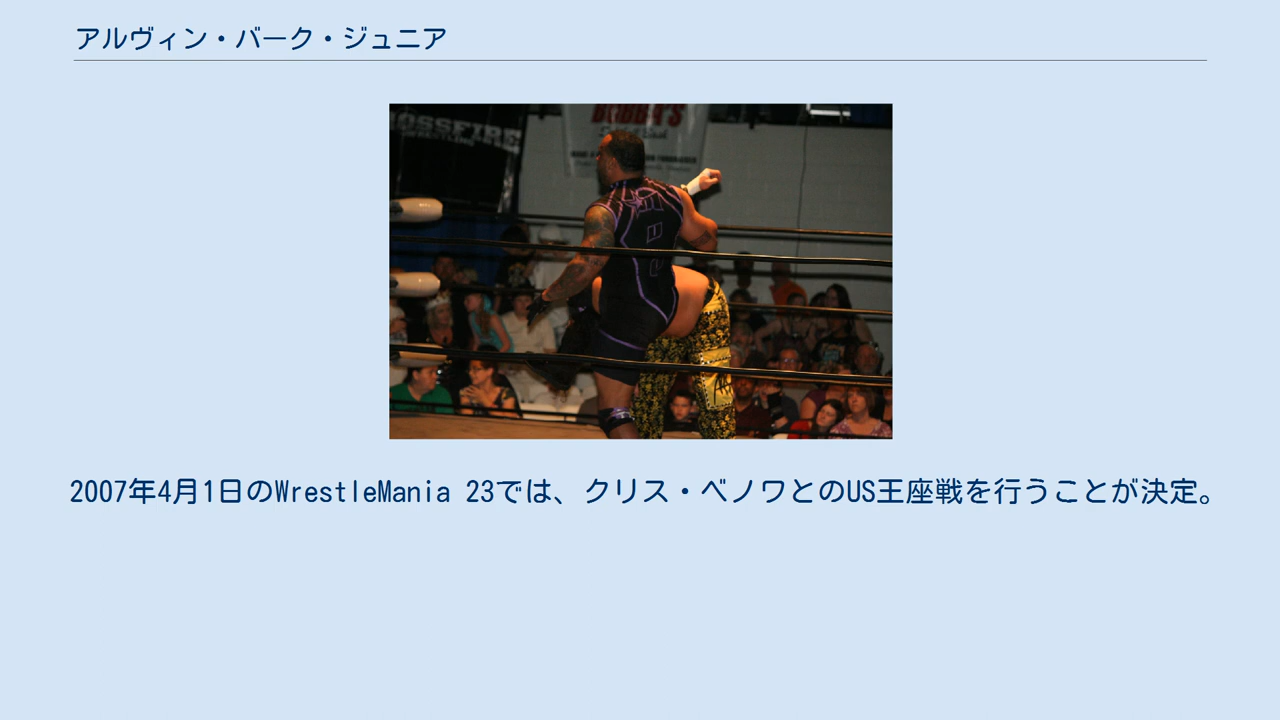 アルヴィン・バーク・ジュニア
OSSFIRE
WRESTLING
BUBBA'S
2007年4月1日のWrestleMania 23では、クリス・ベノワとのUS王座戦を行うことが決定。